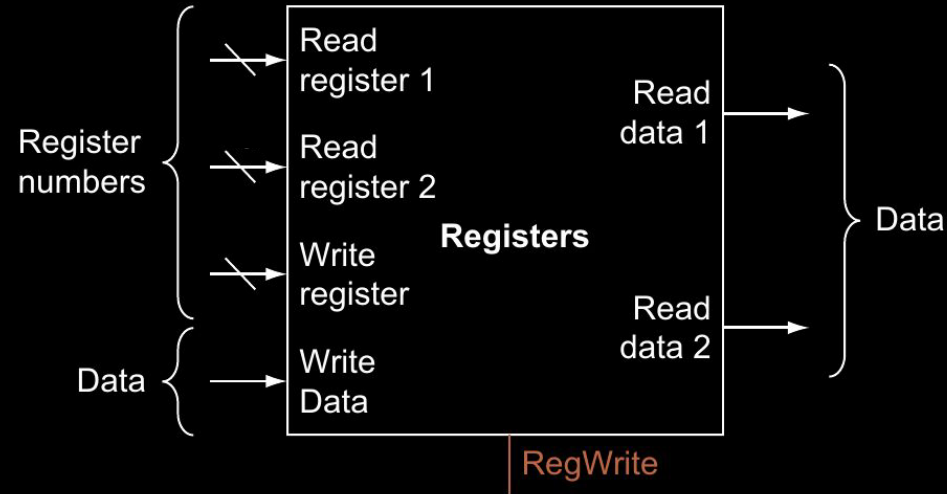 Register
numbers
Data
Read
register 1
Read
register 2
Write
register
Write
Data
Registers
Read
data 1
Read
data 2
Data
RegWrite